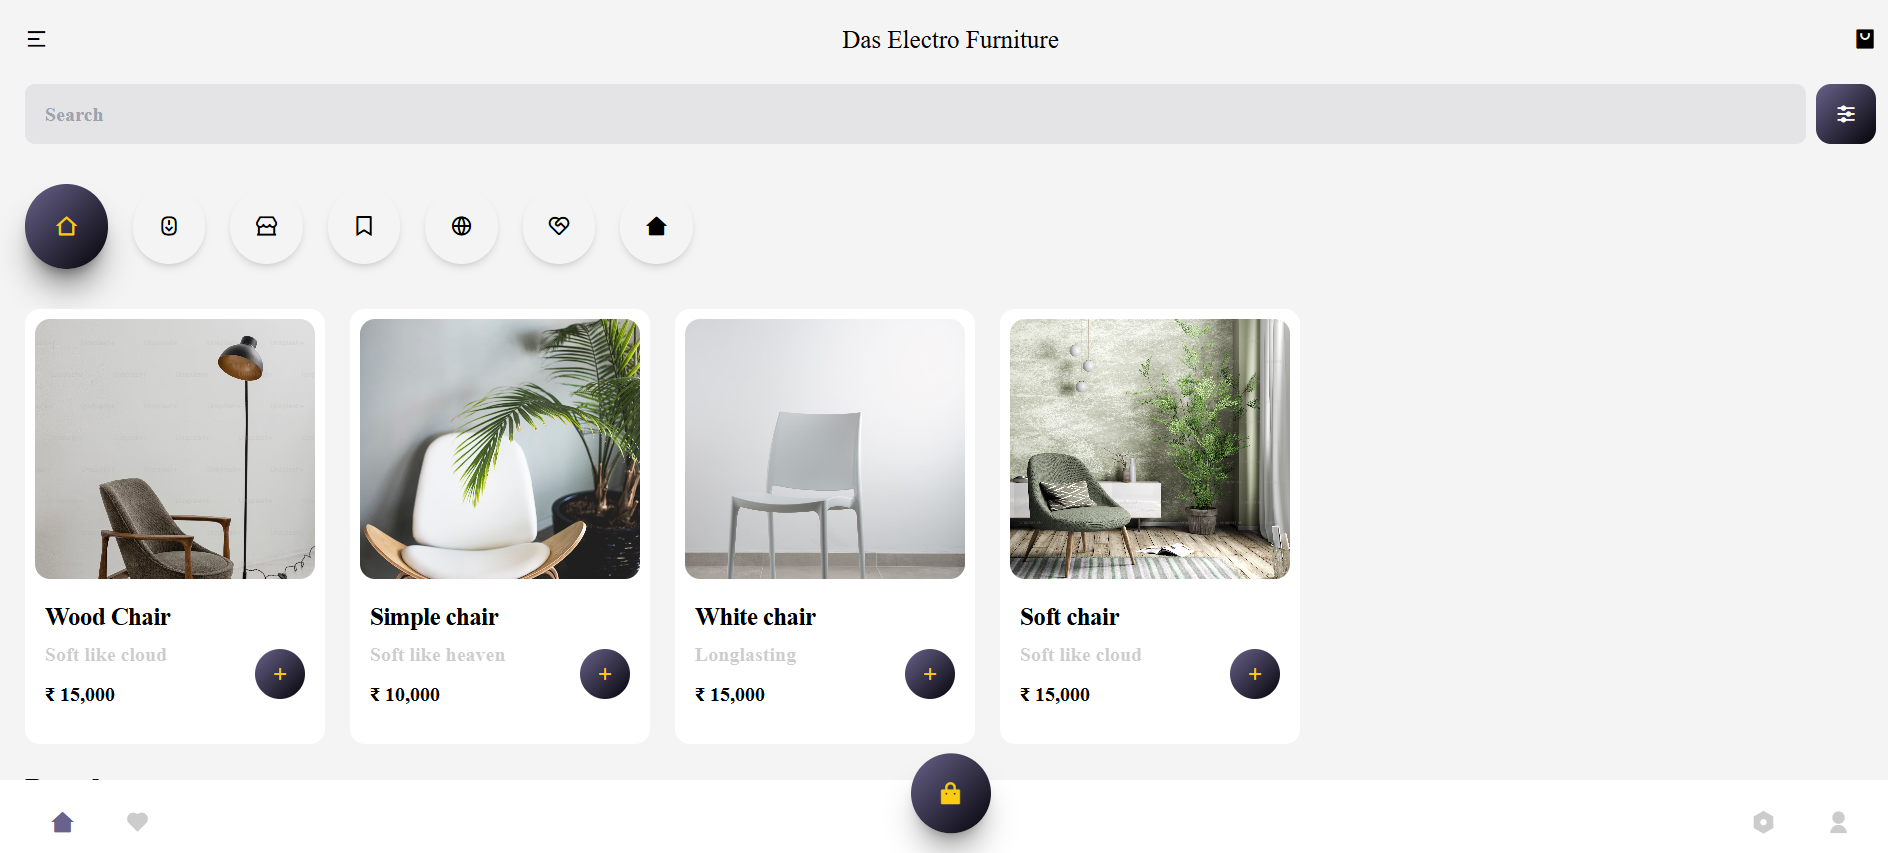 Das Electro Furniture
Search
Wood Chair
Soft like cloud
₹ 15,000
+
Simple chair
Soft like heaven
₹ 10,000
+
White chair
Longlasting
₹ 15,000
+
Soft chair
Soft like cloud
₹ 15,000
+